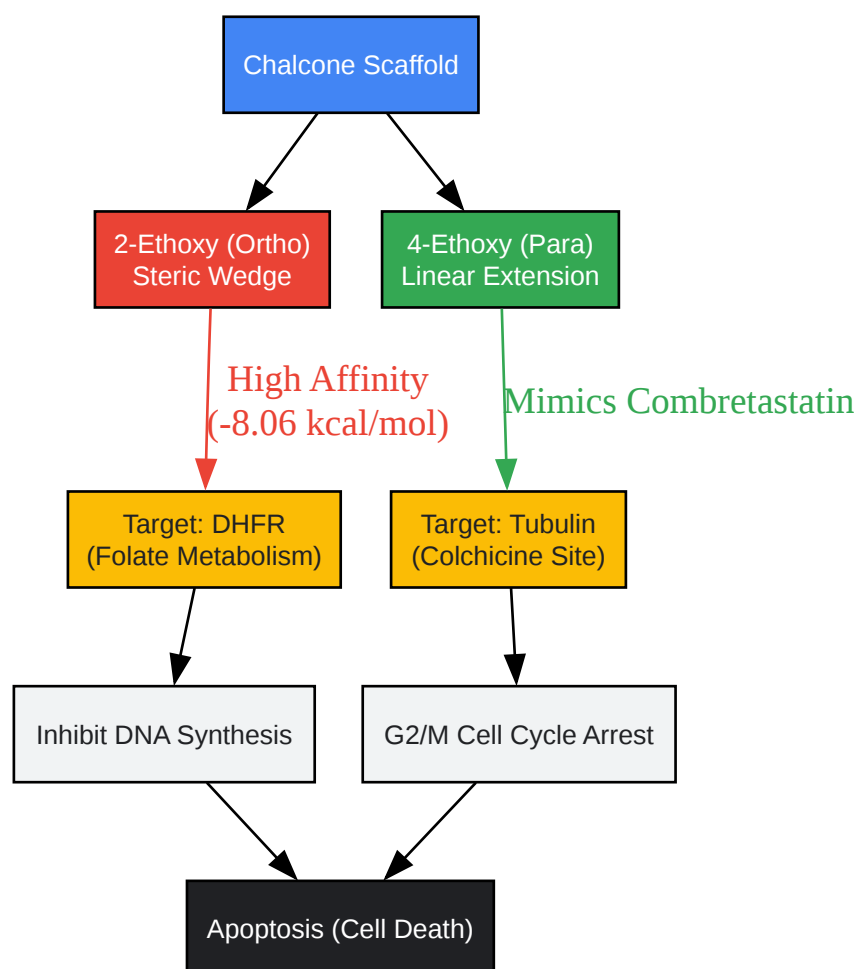 Chalcone Scaffold
2-Ethoxy (Ortho)
Steric Wedge
4-Ethoxy (Para)
Linear Extension
High Affinity
(-8.06 kcal/mol)
Mimics Combretastatin
Target: DHFR
(Folate Metabolism)
Target: Tubulin
(Colchicine Site)
Inhibit DNA Synthesis
G2/M Cell Cycle Arrest
Apoptosis (Cell Death)